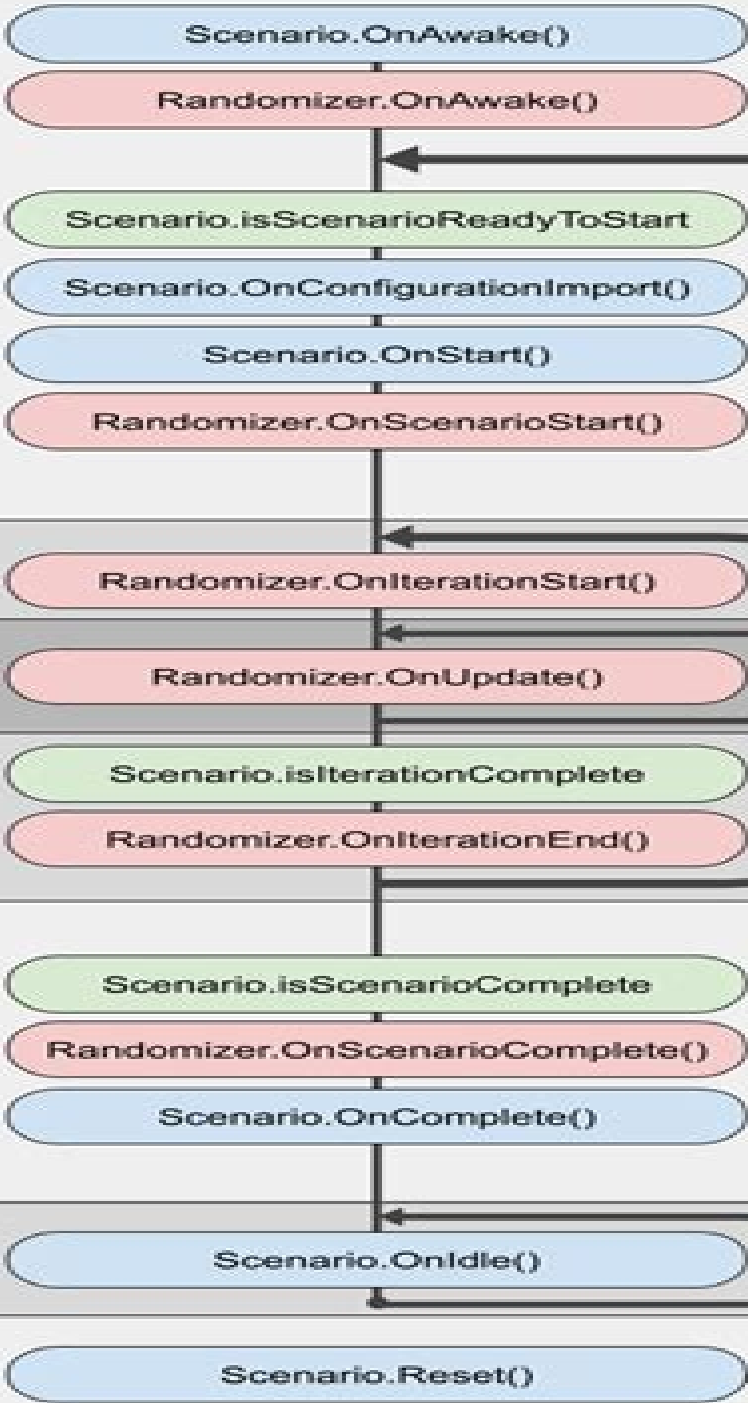 Scenario.OnAwake()
Randomizer.OnAwake()
Scenario.isScenarioReadyToStart
Scenario.OnConfigurationImport()
Scenario.OnStart()
Randomizer.OnScenarioStart()
Randomizer.OnIterationStart()
Randomizer.OnUpdate()
Scenario.isIterationComplete
Randomizer.OnIterationEnd()
Scenario.isScenarioComplete
Randomizer.OnScenarioComplete()
Scenario.OnComplete()
Scenario.OnIdle()
Scenario.Reset()